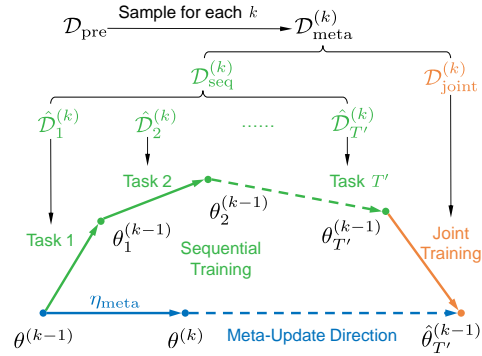 Sample for each k
𝒟_pre 𝒟_meta^(k)
𝒟_seq^(k) 𝒟_joint^(k)
𝒟̂_1^(k) 𝒟̂_2^(k) ...... 𝒟̂_T'^(k)
Task 2 Task T'
θ_2^(k−1)
Task 1 θ_1^(k−1) θ_T'^(k−1) Joint
Sequential Training
Training
η_meta
θ^(k−1) θ^(k) Meta-Update Direction θ̂_T'^(k−1)